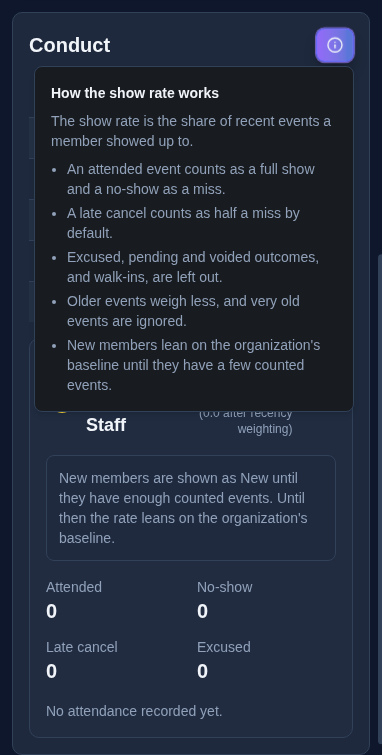 Conduct
How the show rate works
The show rate is the share of recent events a
member showed up to.
• An attended event counts as a full show
and a no-show as a miss.
• A late cancel counts as half a miss by
default.
• Excused, pending and voided outcomes,
and walk-ins, are left out.
• Older events weigh less, and very old
events are ignored.
• New members lean on the organization's
baseline until they have a few counted
events.
(0.0 after recency
Staff
weighting)
New members are shown as New until
they have enough counted events. Until
then the rate leans on the organization's
baseline.
Attended
No-show
0
0
Late cancel
Excused
0
0
No attendance recorded yet.